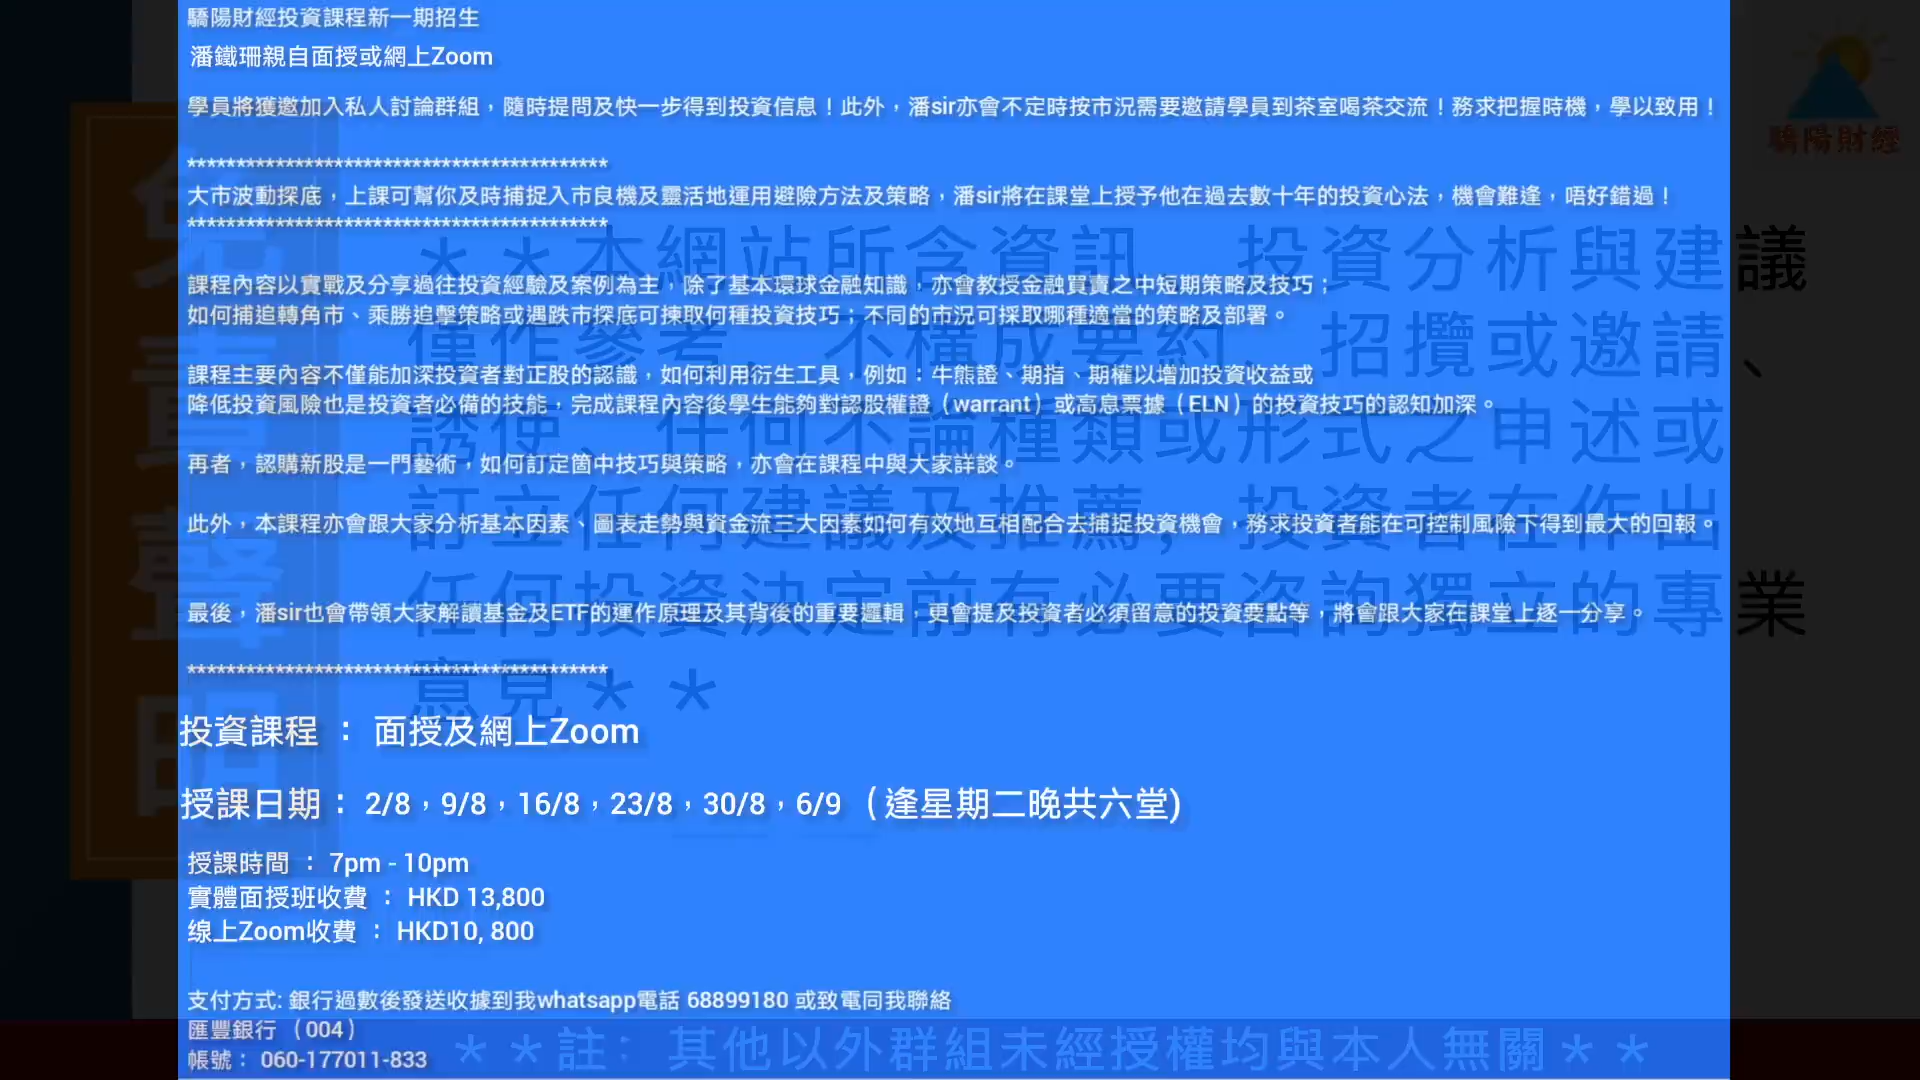 驕陽財經投資課程新一期招生
潘鐵珊親自面授或網上Zoom
學員將獲邀加入私人討論群組，隨時提問及快一步得到投資信息！此外，潘sir亦會不定時按市況需要邀請學員到茶室喝茶交流！務求把握時機，學以致用！
*******************************************
大市波動探底，上課可幫你及時捕捉入市良機及靈活地運用避險方法及策略，潘sir將在課堂上授予他在過去數十年的投資心法，機會難逢，唔好錯過！
*******************************************
課程內容以實戰及分享過往投資經驗及案例為主，除了基本環球金融知識，亦會教授金融買賣之中短期策略及技巧；
如何捕追轉角市、乘勝追擊策略或遇跌市探底可揀取何種投資技巧；不同的市況可採取哪種適當的策略及部署。
課程主要內容不僅能加深投資者對正股的認識，如何利用衍生工具，例如：牛熊證、期指、期權以增加投資收益或
降低投資風險也是投資者必備的技能，完成課程內容後學生能夠對認股權證（warrant）或高息票據（ELN）的投資技巧的認知加深。
再者，認購新股是一門藝術，如何訂定箇中技巧與策略，亦會在課程中與大家詳談。
此外，本課程亦會跟大家分析基本因素、圖表走勢與資金流三大因素如何有效地互相配合去捕捉投資機會，務求投資者能在可控制風險下得到最大的回報。
最後，潘sir也會帶領大家解讀基金及ETF的運作原理及其背後的重要邏輯，更會提及投資者必須留意的投資要點等，將會跟大家在課堂上逐一分享。
*******************************************
投資課程 ： 面授及網上Zoom
授課日期： 2/8，9/8，16/8，23/8，30/8，6/9 （逢星期二晚共六堂)
授課時間 ： 7pm - 10pm
實體面授班收費 ： HKD 13,800
缐上Zoom收費 ： HKD10, 800
支付方式: 銀行過數後發送收據到我whatsapp電話 68899180 或致電同我聯絡
匯豐銀行 （004）
帳號： 060-177011-833
免責聲明
＊＊本網站所含資訊、投資分析與建議
僅作參考，不構成要約、招攬或邀請、
誘使、任何不論種類或形式之申述或
訂立任何建議及推薦，投資者在作出
任何投資決定前有必要咨詢獨立的專業
意見＊＊
＊＊註：其他以外群組未經授權均與本人無關＊＊
驕陽財經